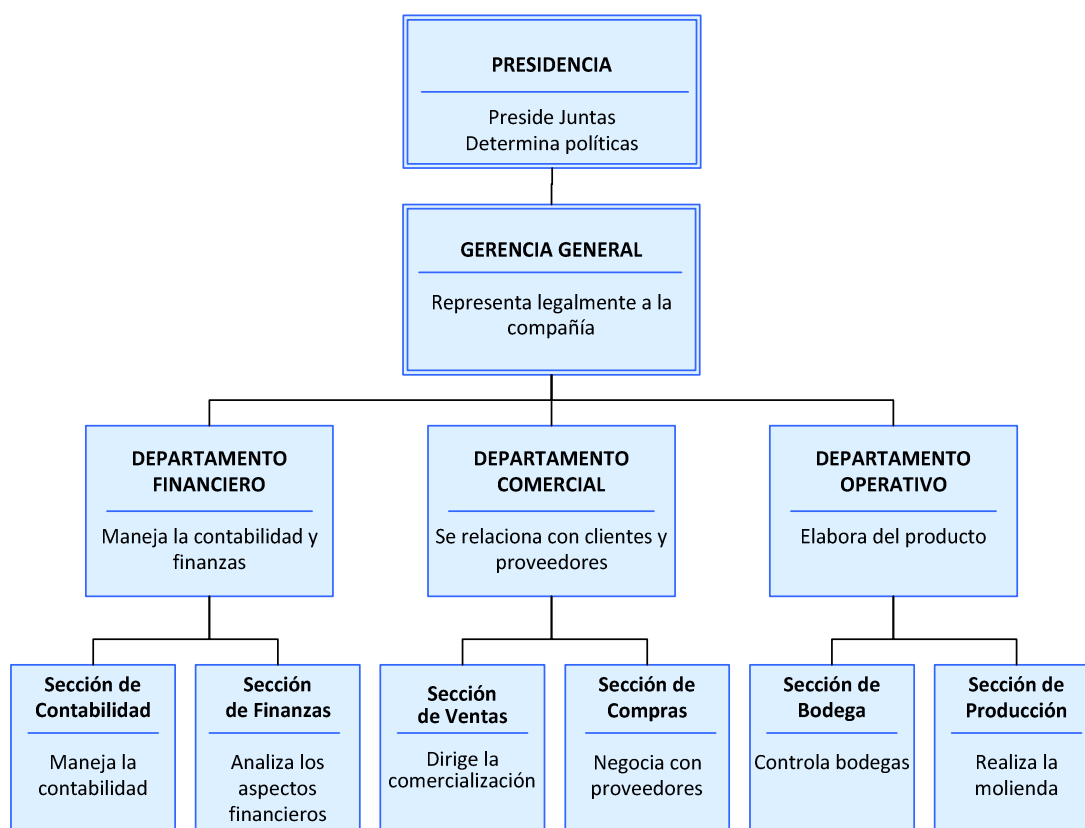 PRESIDENCIA
Preside Juntas
Determina políticas
GERENCIA GENERAL
Representa legalmente a la
compañía
DEPARTAMENTO
FINANCIERO
Maneja la contabilidad y
finanzas
DEPARTAMENTO
COMERCIAL
Se relaciona con clientes y
proveedores
DEPARTAMENTO
OPERATIVO
Elabora del producto
Sección de
Contabilidad
Maneja la
contabilidad
Sección
de Finanzas
Analiza los
aspectos
financieros
Sección
de Ventas
Dirige la
comercialización
Sección de
Compras
Negocia con
proveedores
Sección de
Bodega
Controla bodegas
Sección de
Producción
Realiza la
molienda